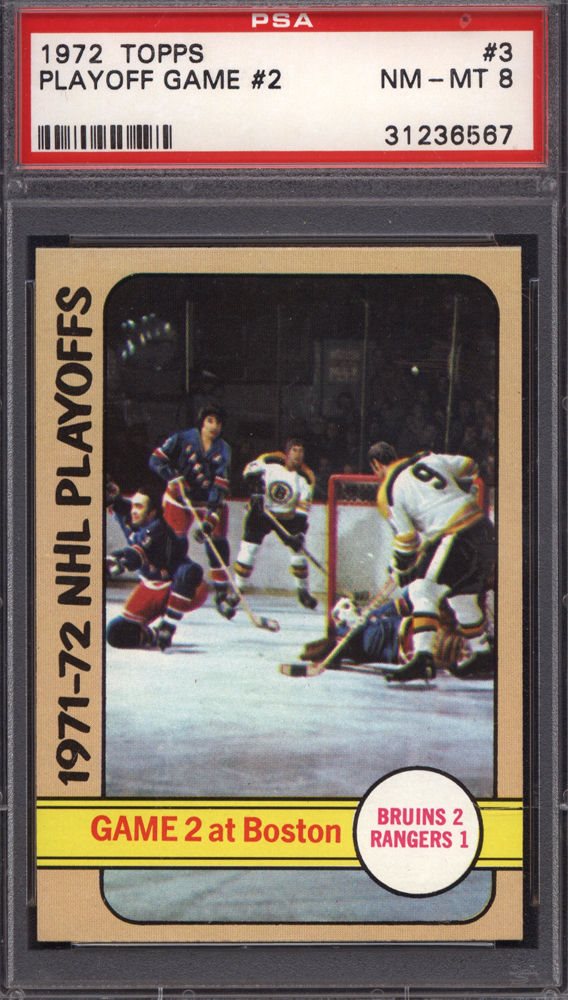 PSA
1972 TOPPS #3
PLAYOFF GAME #2 NM - MT 8
31236567
1971-72 NHL PLAYOFFS
B
9
GAME 2 at Boston
BRUINS 2
RANGERS 1